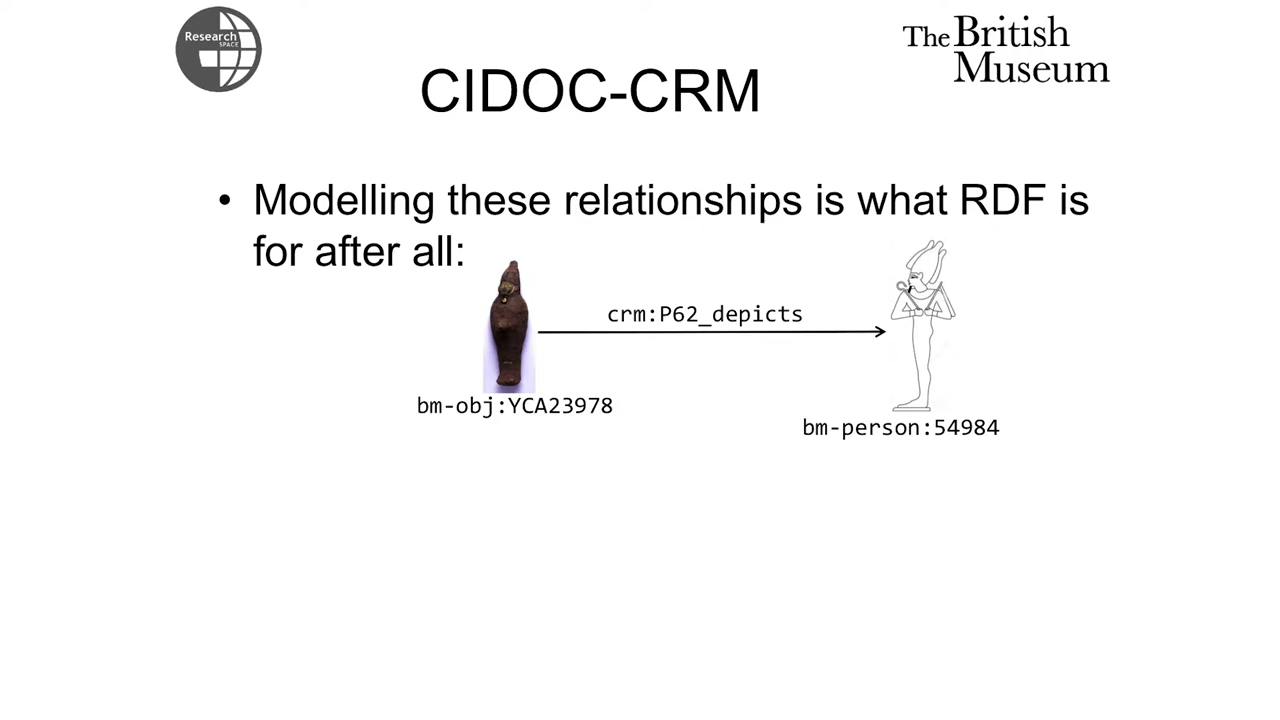 Research
SPACE
The British
Museum
CIDOC-CRM
• Modelling these relationships is what RDF is
for after all:
crm:P62_depicts
bm-obj:YCA23978
bm-person:54984